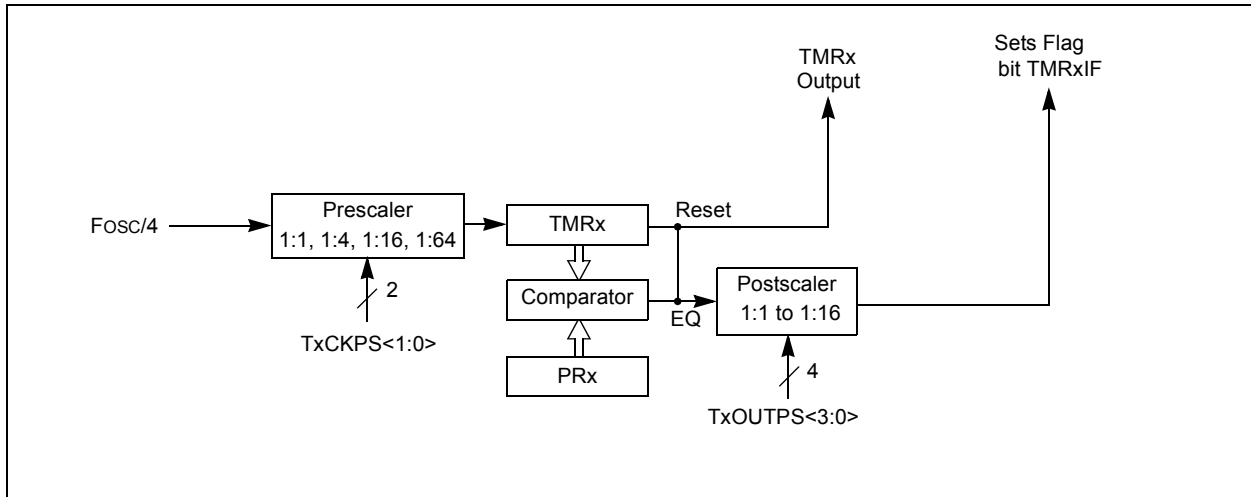 TMRx
Output
Sets Flag
bit TMRxIF
FOSC/4
Prescaler
1:1, 1:4, 1:16, 1:64
2
TxCKPS<1:0>
TMRx
Reset
Comparator
EQ
PRx
Postscaler
1:1 to 1:16
4
TxOUTPS<3:0>